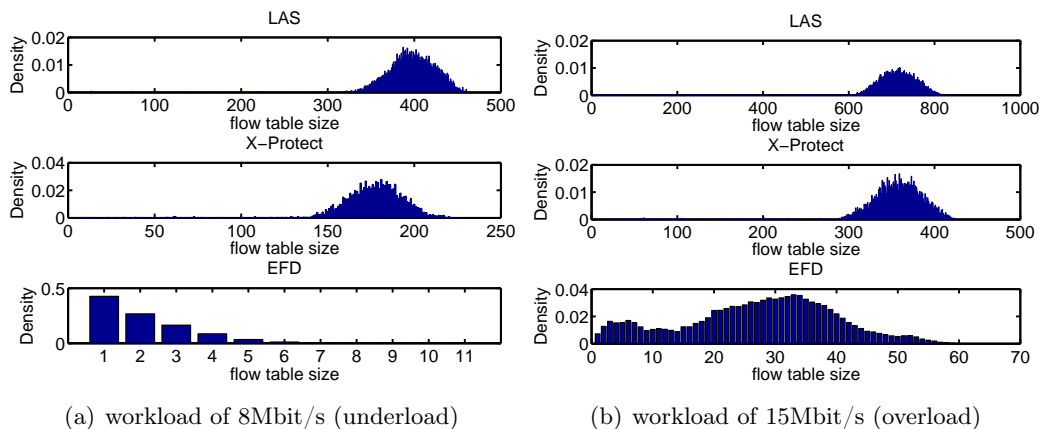 LAS
Density
0.02
0.01
0
0 100 200 300 400 500
flow table size
X−Protect
Density
0.04
0.02
0
0 50 100 150 200 250
flow table size
EFD
Density
0.5
0
1 2 3 4 5 6 7 8 9 10 11
flow table size
(a) workload of 8Mbit/s (underload)
LAS
Density
0.02
0.01
0
0 200 400 600 800 1000
flow table size
X−Protect
Density
0.02
0.01
0
0 100 200 300 400 500
flow table size
EFD
Density
0.04
0.02
0
0 10 20 30 40 50 60 70
flow table size
(b) workload of 15Mbit/s (overload)